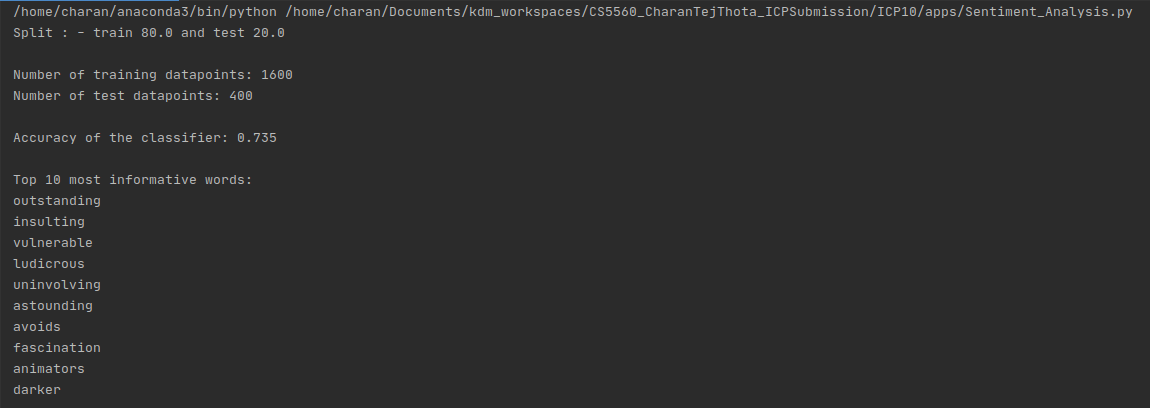 /home/charan/anaconda3/bin/python /home/charan/Documents/kdm_workspaces/CS5560_CharanTejThota_ICPSubmission/ICP10/apps/Sentiment_Analysis.py
Split : - train 80.0 and test 20.0
Number of training datapoints: 1600
Number of test datapoints: 400
Accuracy of the classifier: 0.735
Top 10 most informative words:
outstanding
insulting
vulnerable
ludicrous
uninvolving
astounding
avoids
fascination
animators
darker